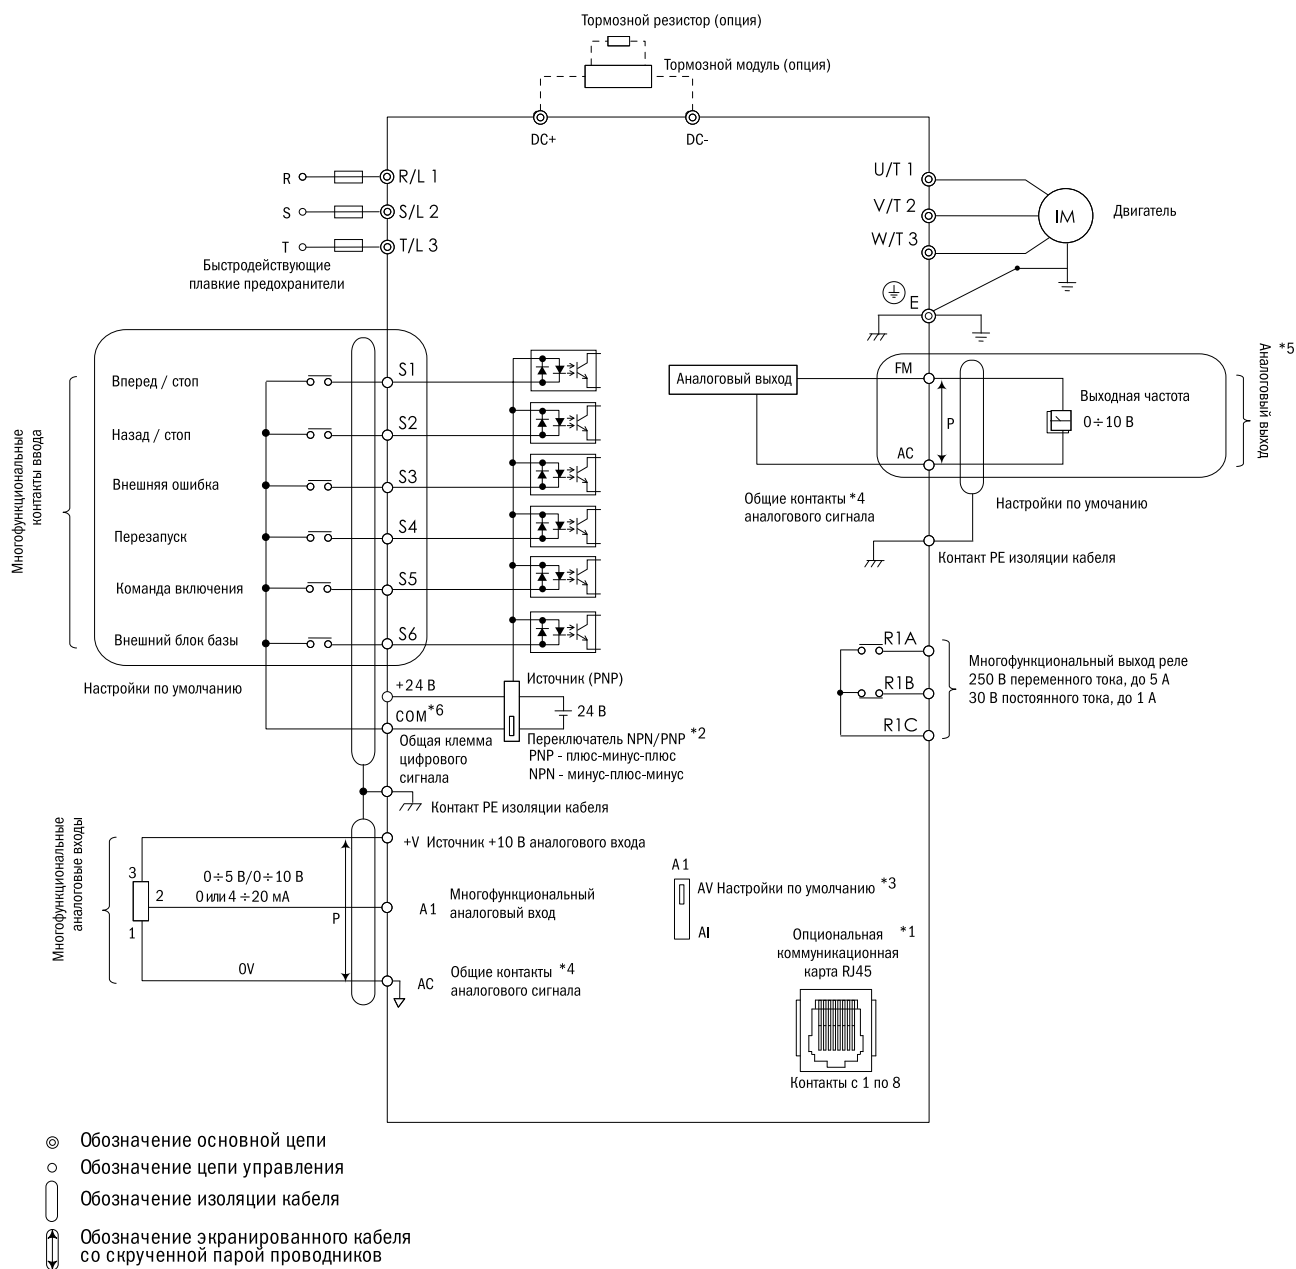 Тормозной резистор (опция)
Тормозной модуль (опция)
DC+
DC-
R
R/L 1
S
S/L 2
T
T/L 3
Быстродействующие
плавкие предохранители
U/T 1
V/T 2
W/T 3
IM
Двигатель
E
Многофункциональные
контакты ввода
Вперед / стоп
S1
Назад / стоп
S2
Внешняя ошибка
S3
Перезапуск
S4
Команда включения
S5
Внешний блок базы
S6
Настройки по умолчанию
+24 В
COM*6
Общая клемма
цифрового
сигнала
Источник (PNP)
24 В
Переключатель NPN/PNP *2
PNP - плюс-минус-плюс
NPN - минус-плюс-минус
Контакт PE изоляции кабеля
Аналоговый выход
FM
AC
P
Выходная частота
0÷10 В
Аналоговый выход
*5
Общие контакты *4
аналогового сигнала
Настройки по умочанию
Контакт PE изоляции кабеля
R1A
R1B
R1C
Многофункциональный выход реле
250 В переменного тока, до 5 А
30 В постоянного тока, до 1 А
Многофункциональные
аналоговые входы
3
2
1
0÷5 В/0÷10 В
0 или 4÷20 мА
0V
P
+V Источник +10 В аналогового входа
A1
Многофункциональный
аналоговый вход
AC
Общие контакты *4
аналогового сигнала
A1
AV Настройки по умолчанию *3
AI
Опциональная *1
коммуникационная
карта RJ45
Контакты с 1 по 8
Обозначение основной цепи
Обозначение цепи управления
Обозначение изоляции кабеля
Обозначение экранированного кабеля
со скрученной парой проводников